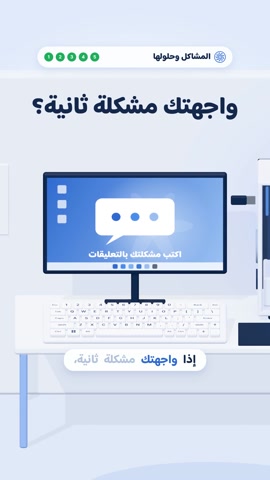 المشاكل وحلولها
1 2 3 4 5
واجهتك مشكلة ثانية؟
اكتب مشكلتك بالتعليقات
إذا واجهتك مشكلة ثانية،